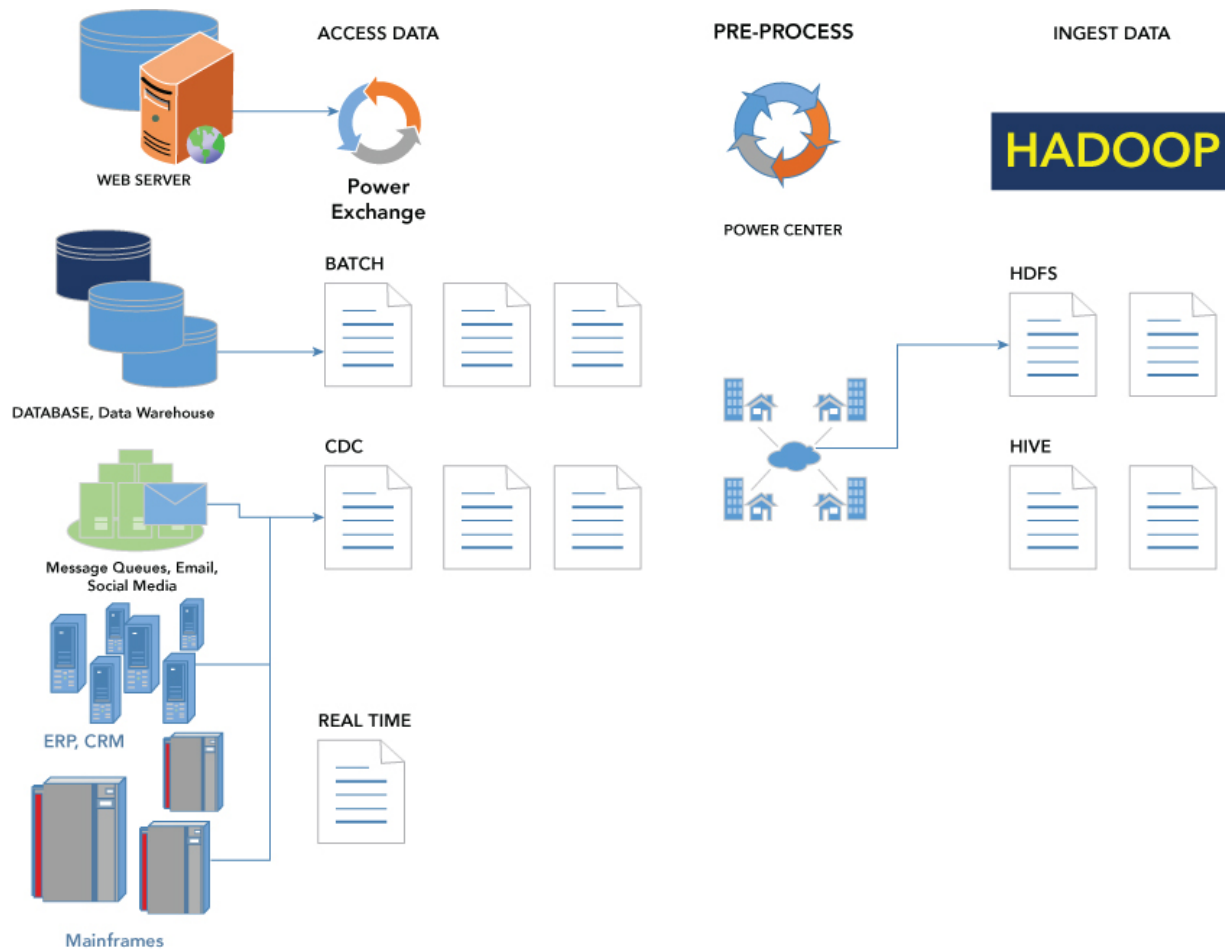 ACCESS DATA
PRE-PROCESS
INGEST DATA
HADOOP
WEB SERVER
Power
Exchange
POWER CENTER
BATCH
HDFS
DATABASE, Data Warehouse
CDC
HIVE
Message Queues, Email,
Social Media
REAL TIME
ERP, CRM
Mainframes